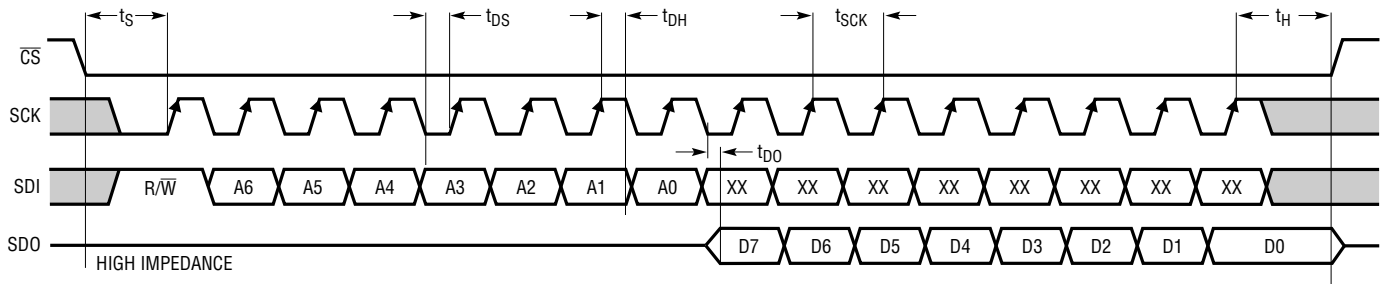 tS tDS tDH tSCK tH
CS
SCK
tDO
SDI R/W A6 A5 A4 A3 A2 A1 A0 XX XX XX XX XX XX XX XX
SDO D7 D6 D5 D4 D3 D2 D1 D0
HIGH IMPEDANCE